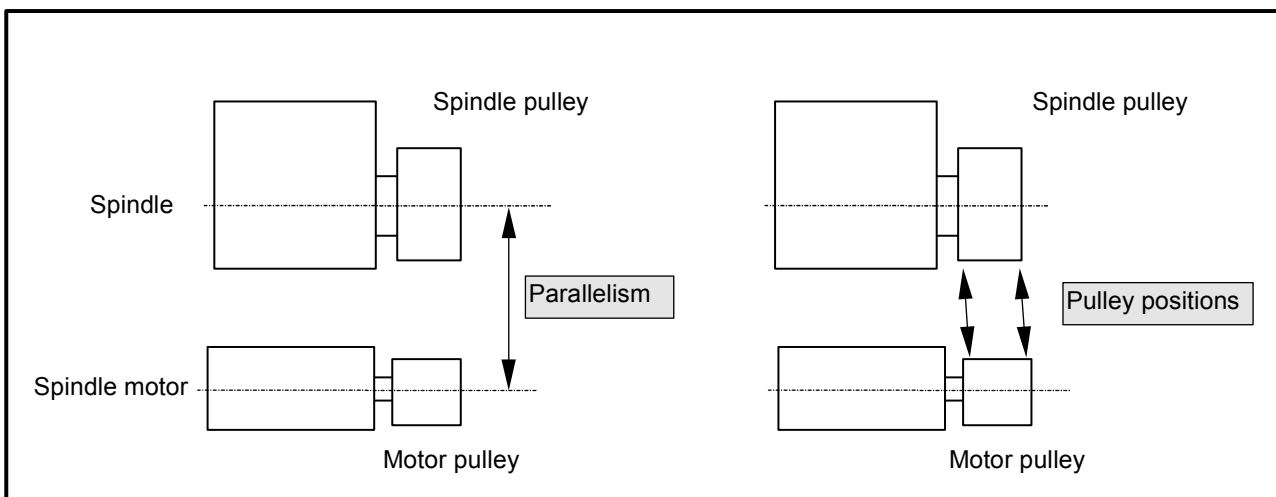 Spindle pulley
Spindle
Parallelism
Spindle motor
Motor pulley
Spindle pulley
Pulley positions
Motor pulley